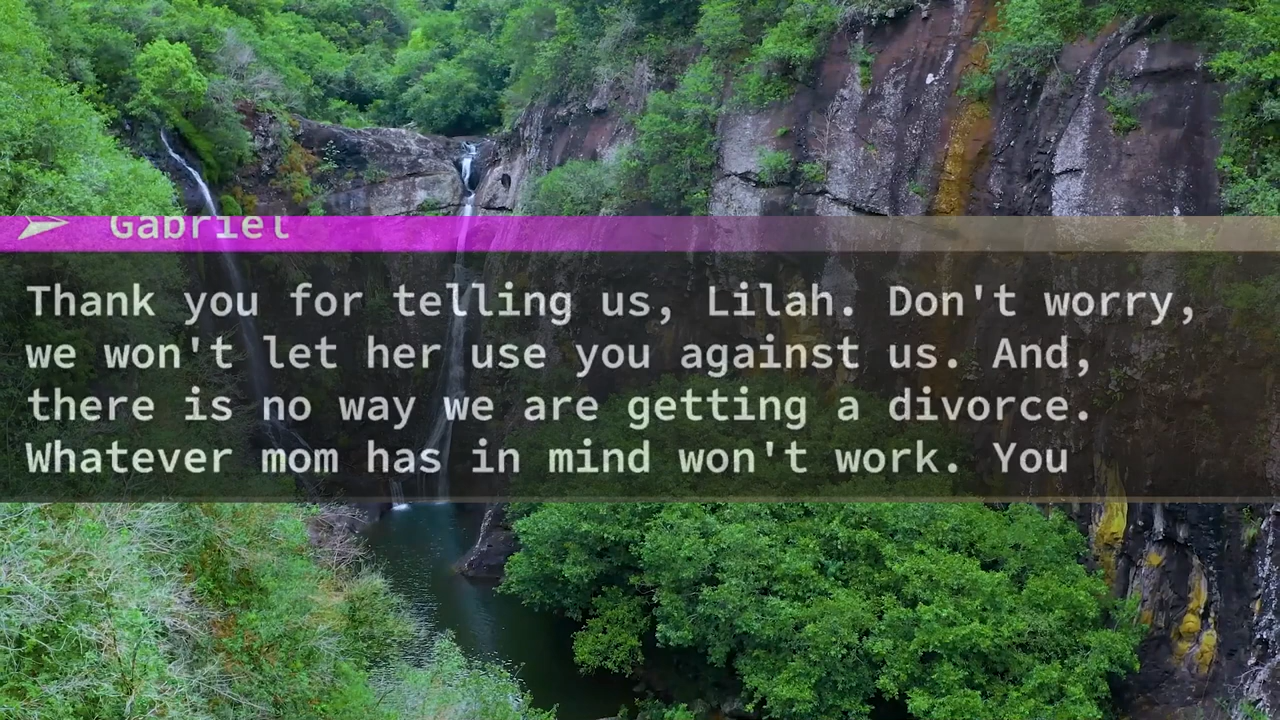 Gabriel
Thank you for telling us, Lilah. Don't worry,
we won't let her use you against us. And,
there is no way we are getting a divorce.
Whatever mom has in mind won't work. You